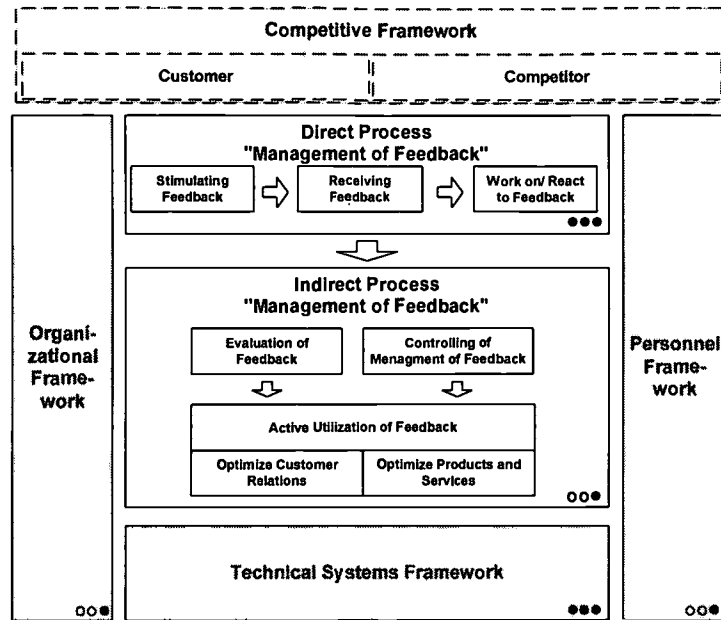 Competitive Framework
Customer
Competitor
Direct Process
"Management of Feedback"
Stimulating
Feedback
Receiving
Feedback
Work on/ React
to Feedback
Indirect Process
"Management of Feedback"
Evaluation of
Feedback
Controlling of
Menagment of Feedback
Active Utilization of Feedback
Optimize Customer
Relations
Optimize Products and
Services
Organi-
zational
Frame-
work
Personnel
Frame-
work
Technical Systems Framework